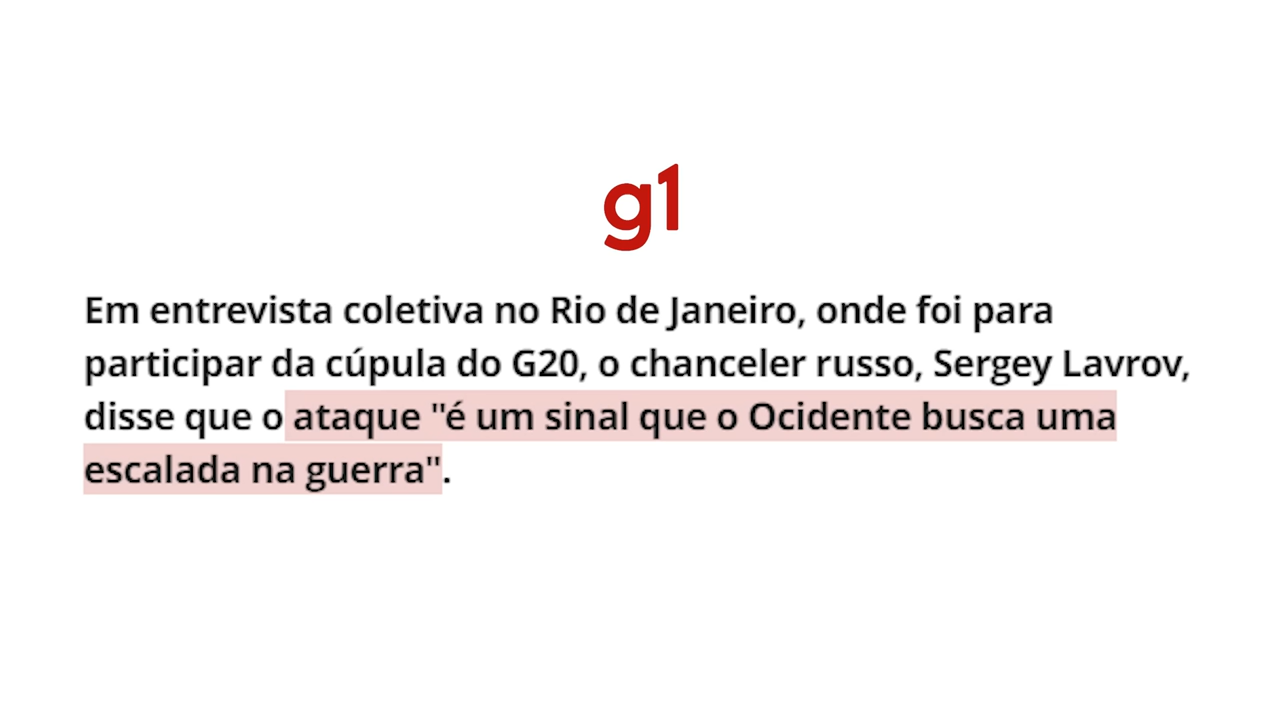 g1
Em entrevista coletiva no Rio de Janeiro, onde foi para
participar da cúpula do G20, o chanceler russo, Sergey Lavrov,
disse que o ataque "é um sinal que o Ocidente busca uma
escalada na guerra".